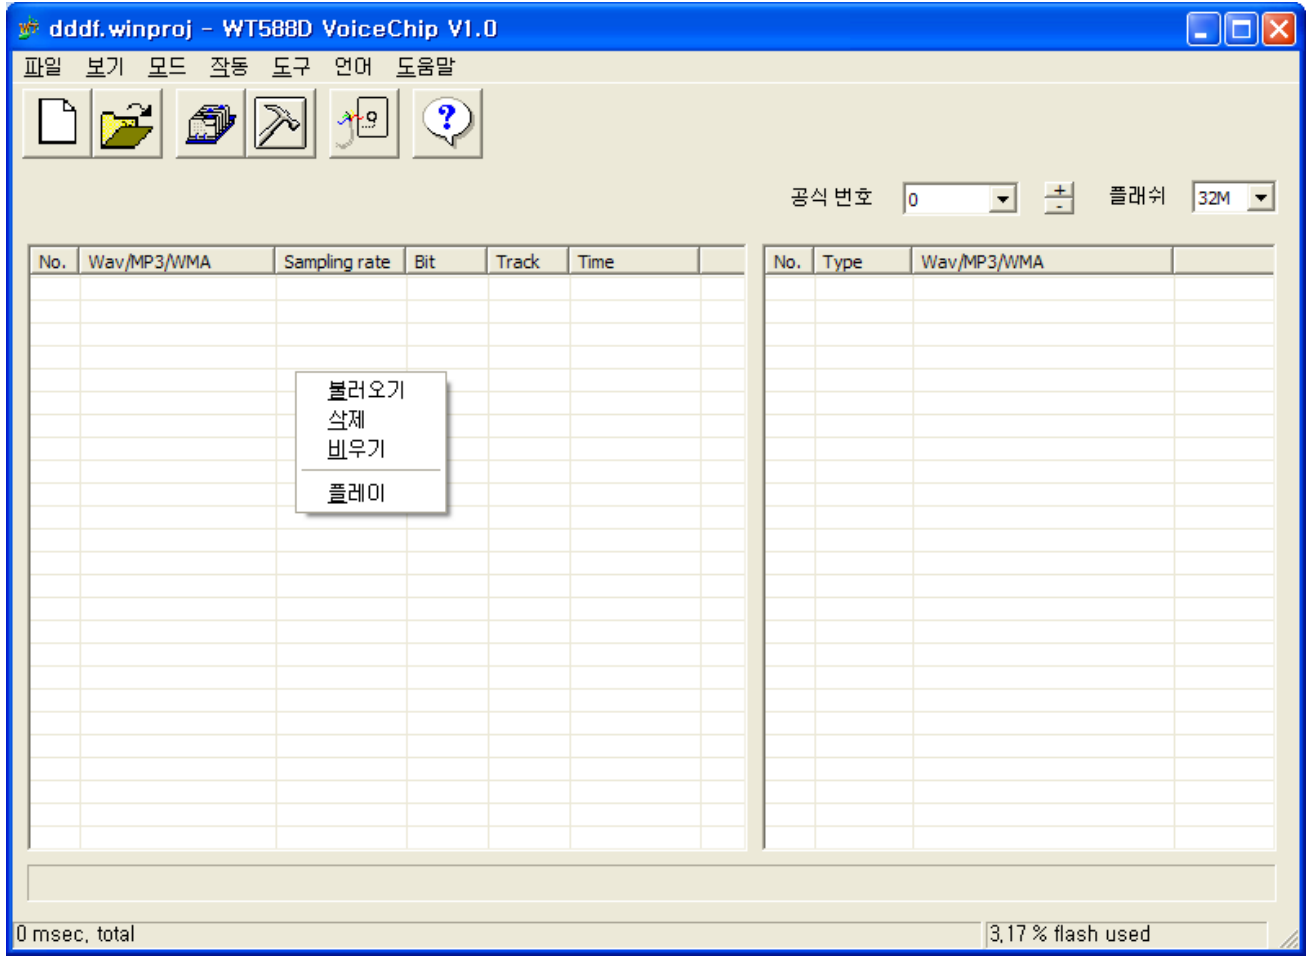 dddf.winproj - WT588D VoiceChip V1.0
파일 보기 모드 작동 도구 언어 도움말
공식 번호 0 + - 플래쉬 32M
No. Wav/MP3/WMA Sampling rate Bit Track Time No. Type Wav/MP3/WMA
불러오기
삭제
비우기
플레이
0 msec, total 3,17 % flash used